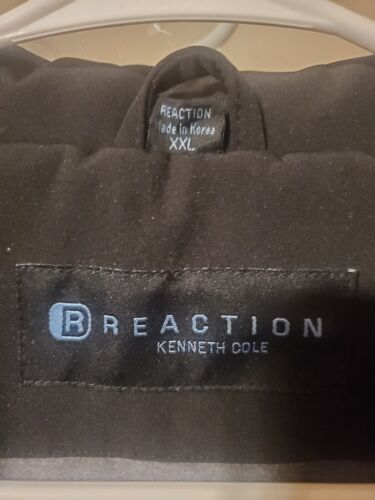 REACTION
Made in Korea
XXL
R REACTION
KENNETH COLE